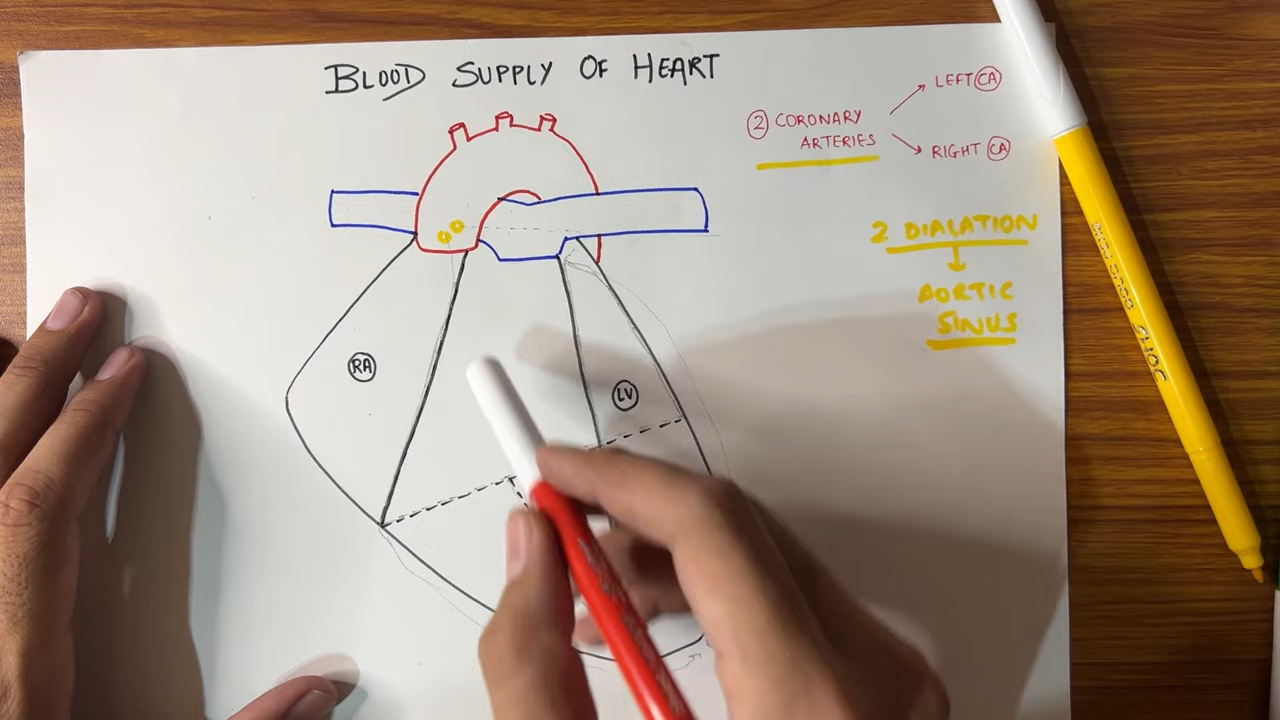 BLOOD SUPPLY OF HEART
② CORONARY
ARTERIES
LEFT CA
RIGHT CA
2 DIALATION
AORTIC
SINUS
RA
LV